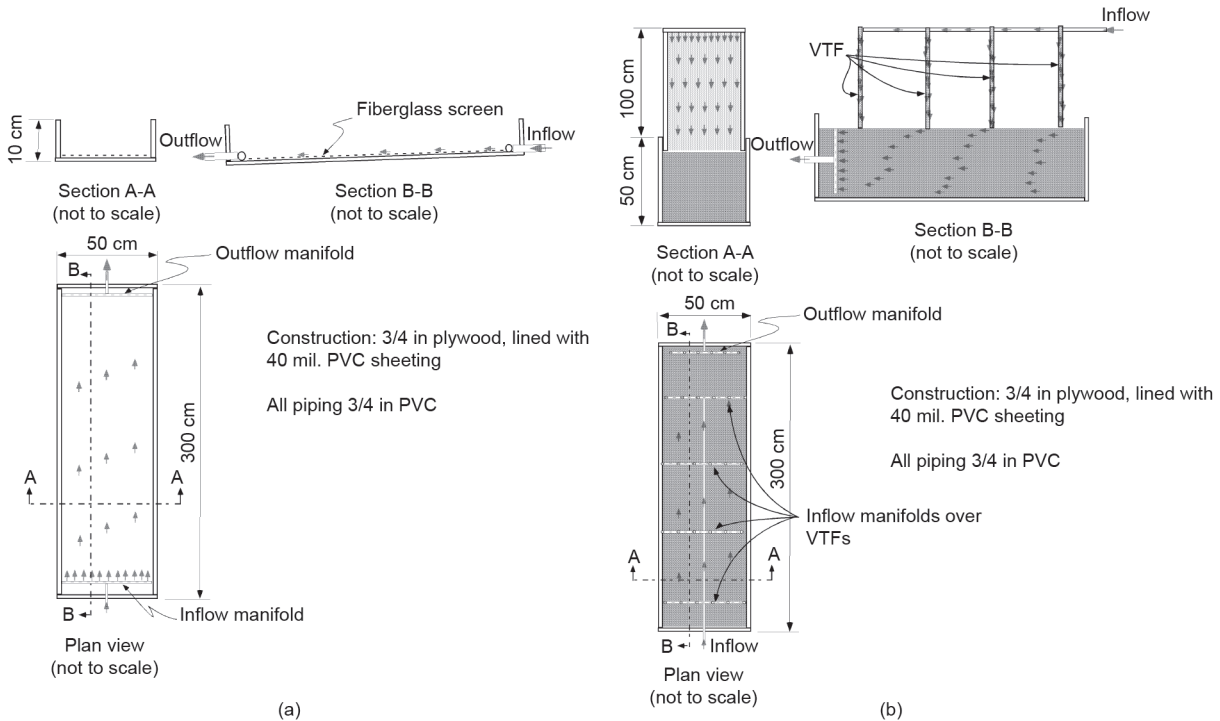 10 cm
Outflow
Fiberglass screen
Inflow
Section A-A
(not to scale)
Section B-B
(not to scale)
50 cm
B
Outflow manifold
Construction: 3/4 in plywood, lined with
40 mil. PVC sheeting
All piping 3/4 in PVC
300 cm
A
A
B
Inflow manifold
Plan view
(not to scale)
(a)
Inflow
VTF
100 cm
Outflow
50 cm
Section A-A
(not to scale)
Section B-B
(not to scale)
50 cm
B
Outflow manifold
Construction: 3/4 in plywood, lined with
40 mil. PVC sheeting
All piping 3/4 in PVC
300 cm
Inflow manifolds over
VTFs
A
A
B
Inflow
Plan view
(not to scale)
(b)